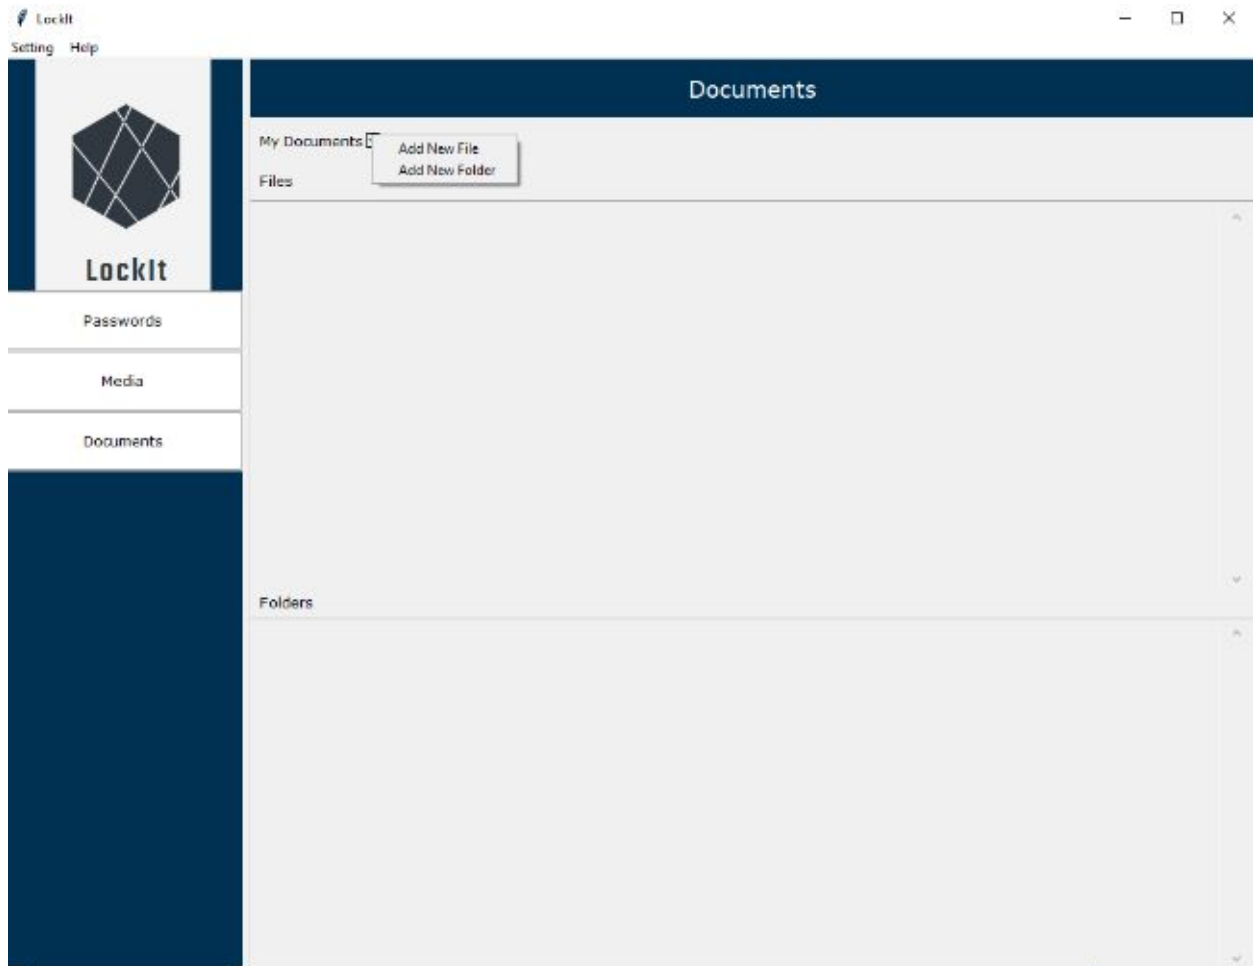 LockIt
Setting Help
Documents
My Documents
Add New File
Add New Folder
Files
LockIt
Passwords
Media
Documents
Folders